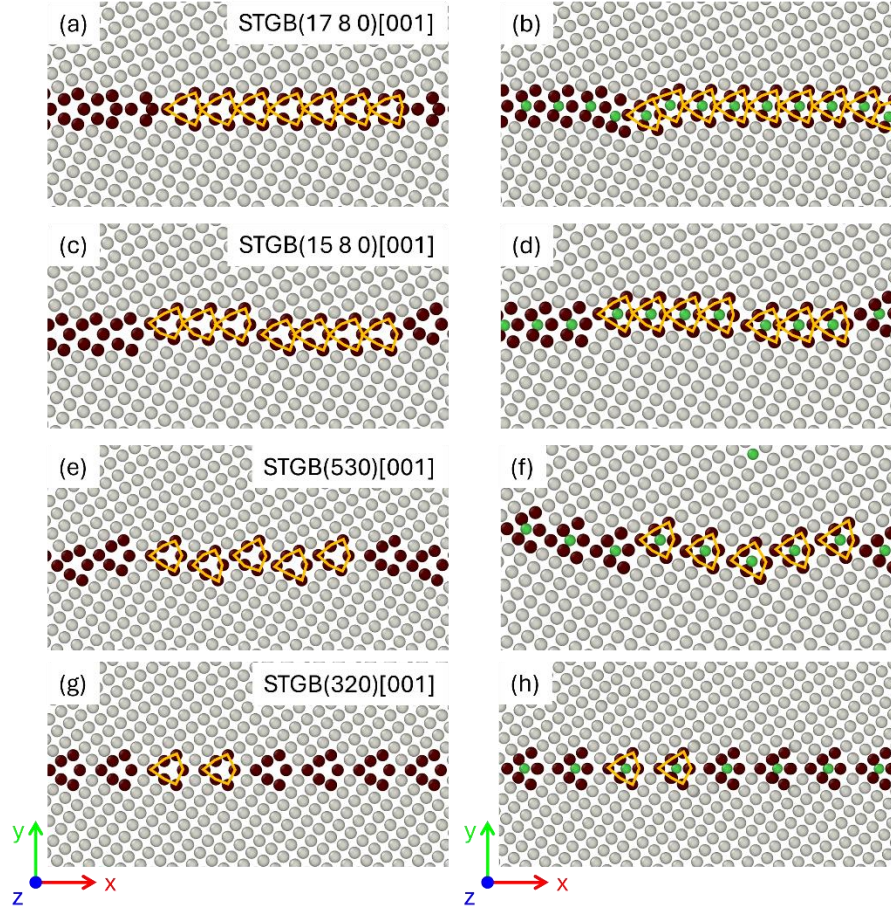 (a) STGB(17 8 0)[001] (b)
(c) STGB(15 8 0)[001] (d)
(e) STGB(530)[001] (f)
(g) STGB(320)[001] (h)
y y
z x z x